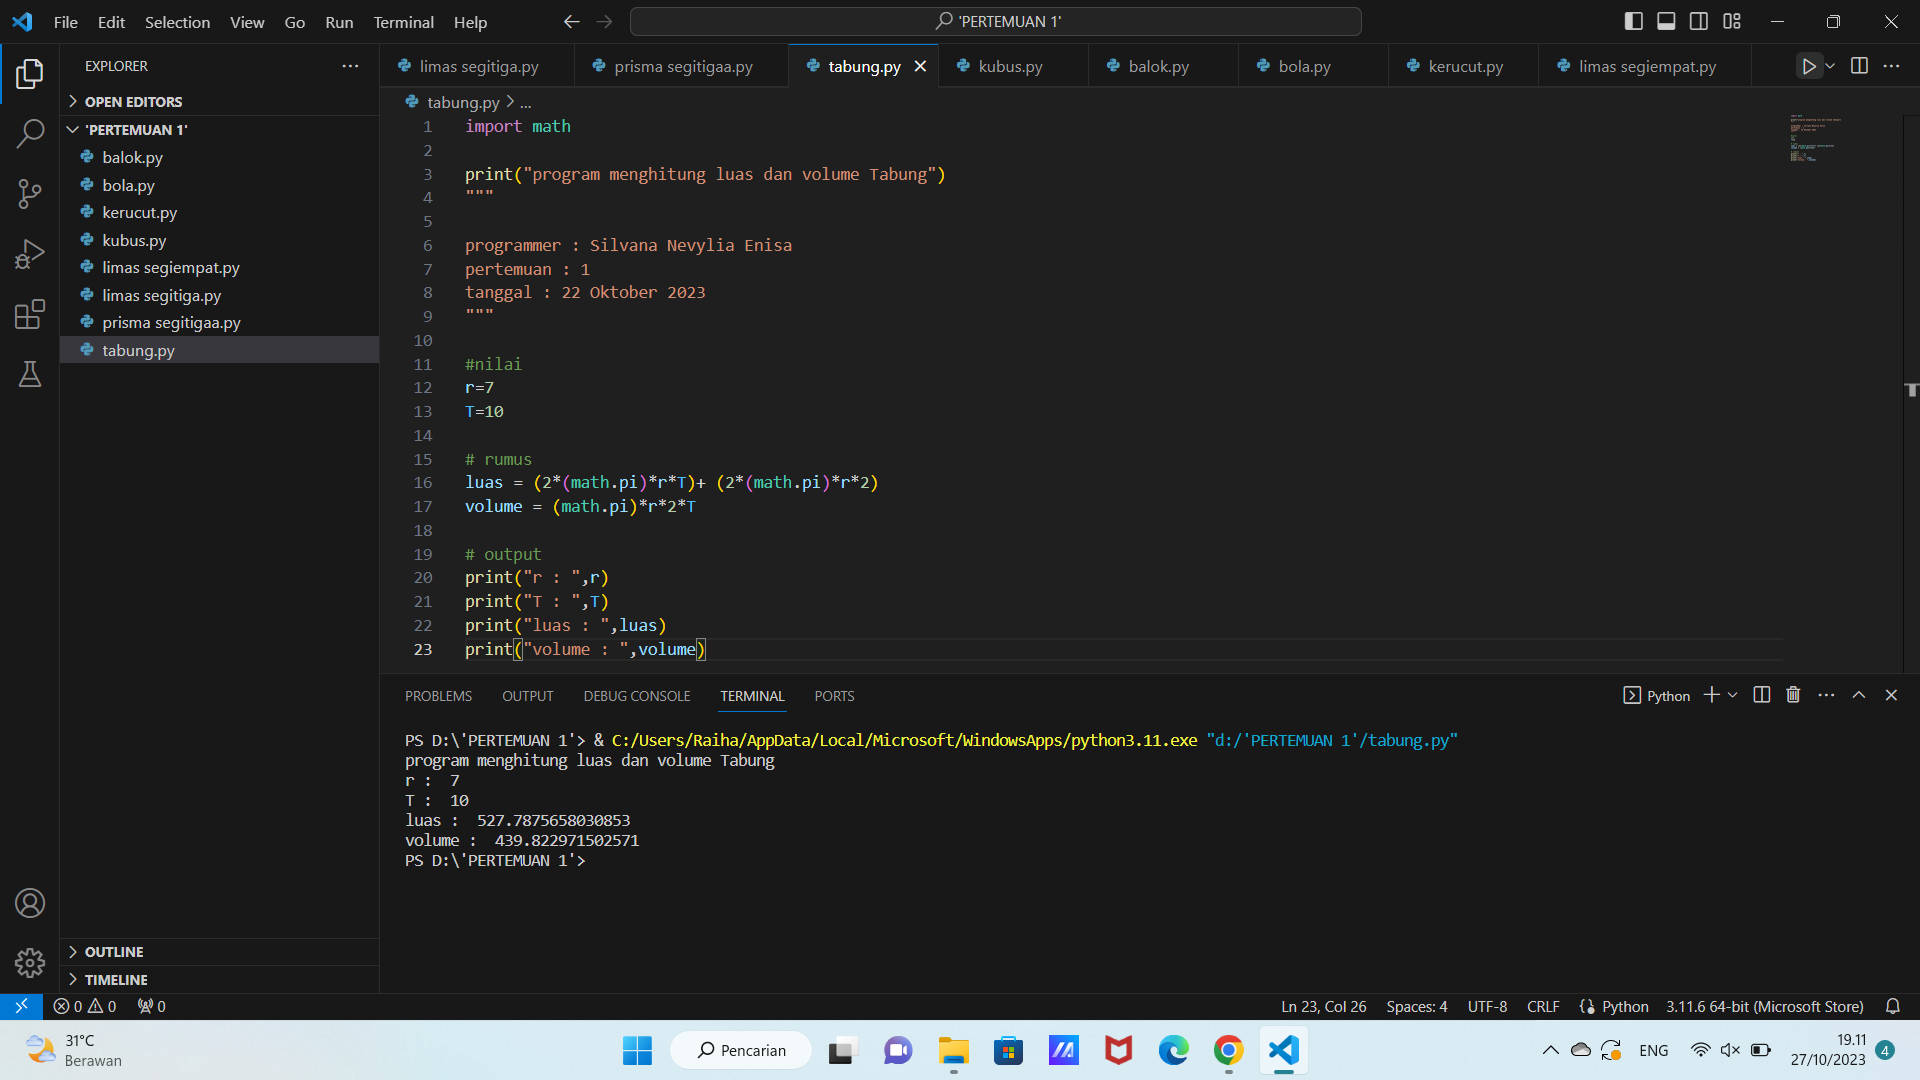 File Edit Selection View Go Run Terminal Help
'PERTEMUAN 1'
EXPLORER
OPEN EDITORS
'PERTEMUAN 1'
balok.py
bola.py
kerucut.py
kubus.py
limas segiempat.py
limas segitiga.py
prisma segitigaa.py
tabung.py
OUTLINE
TIMELINE
limas segitiga.py prisma segitigaa.py tabung.py kubus.py balok.py bola.py kerucut.py limas segiempat.py
tabung.py > ...
1 import math
2
3 print("program menghitung luas dan volume Tabung")
4 """
5
6 programmer : Silvana Nevylia Enisa
7 pertemuan : 1
8 tanggal : 22 Oktober 2023
9 """
10
11 #nilai
12 r=7
13 T=10
14
15 # rumus
16 luas = (2*(math.pi)*r*T)+ (2*(math.pi)*r*2)
17 volume = (math.pi)*r*2*T
18
19 # output
20 print("r : ",r)
21 print("T : ",T)
22 print("luas : ",luas)
23 print("volume : ",volume)
PROBLEMS OUTPUT DEBUG CONSOLE TERMINAL PORTS
Python
PS D:\'PERTEMUAN 1'> & C:/Users/Raiha/AppData/Local/Microsoft/WindowsApps/python3.11.exe "d:/'PERTEMUAN 1'/tabung.py"
program menghitung luas dan volume Tabung
r :  7
T :  10
luas :  527.7875658030853
volume :  439.822971502571
PS D:\'PERTEMUAN 1'>
0 0 0
Ln 23, Col 26 Spaces: 4 UTF-8 CRLF Python 3.11.6 64-bit (Microsoft Store)
31°C
Berawan
Pencarian
ENG
19.11
27/10/2023
4